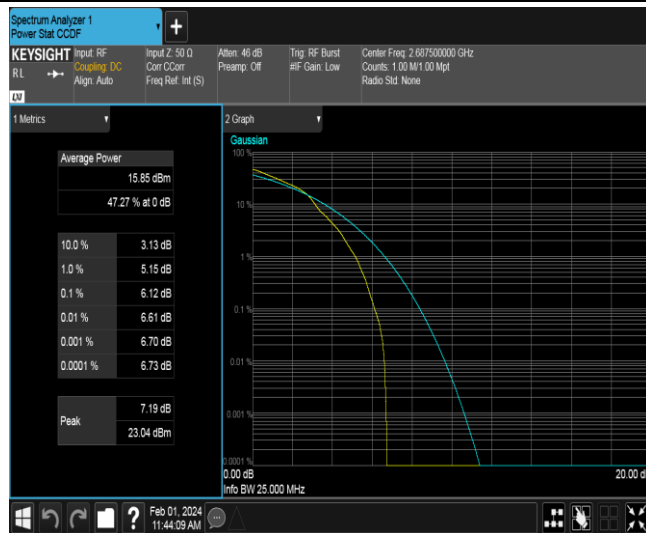 Spectrum Analyzer 1
Power Stat CCDF
+
KEYSIGHT Input: RF Input Z: 50 Ω Atten: 46 dB Trig: RF Burst Center Freq: 2.687500000 GHz
RL Coupling: DC Corr CCorr Preamp: Off #IF Gain: Low Counts: 1.00 M/1.00 Mpt
Align: Auto Freq Ref: Int (S) Radio Std: None
LXI
1 Metrics 2 Graph
Gaussian
Average Power
15.85 dBm
47.27 % at 0 dB
10.0 % 3.13 dB
1.0 % 5.15 dB
0.1 % 6.12 dB
0.01 % 6.61 dB
0.001 % 6.70 dB
0.0001 % 6.73 dB
Peak 7.19 dB
23.04 dBm
100 %
10 %
1 %
0.1 %
0.01 %
0.001 %
0.0001 %
0.00 dB 20.00 d
Info BW 25.000 MHz
? Feb 01, 2024
11:44:09 AM